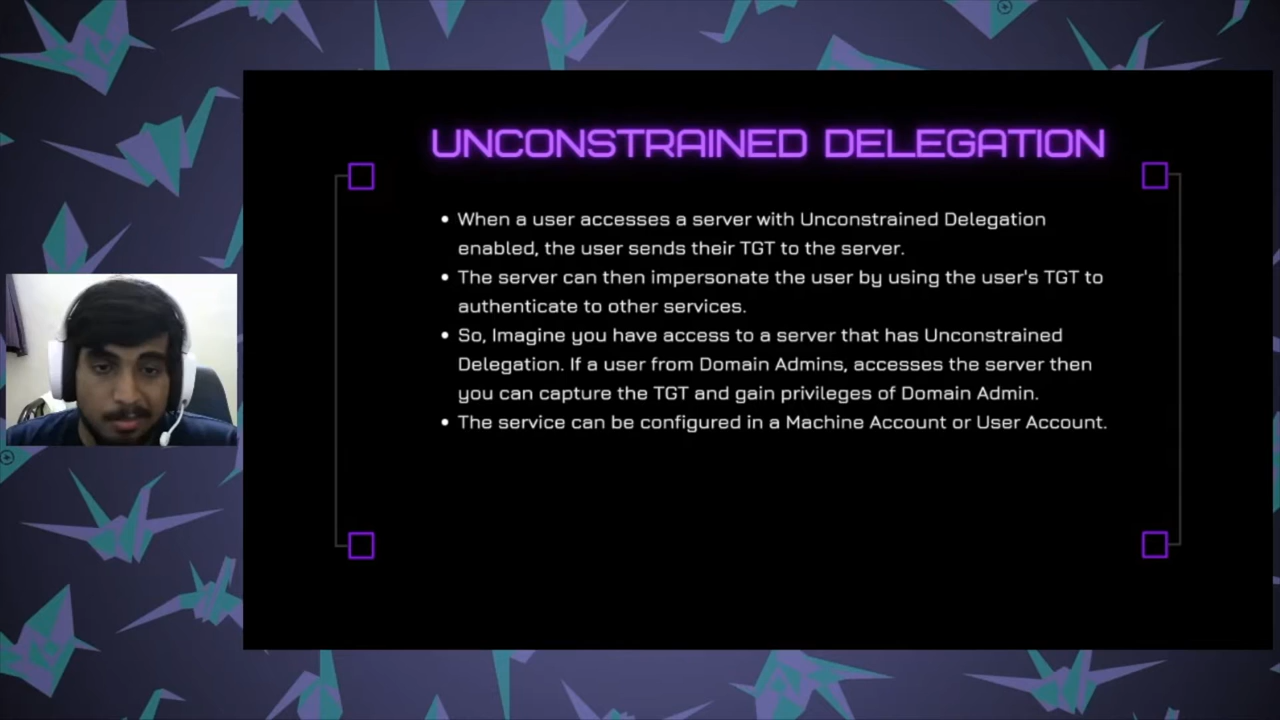 UNCONSTRAINED DELEGATION
• When a user accesses a server with Unconstrained Delegation
enabled, the user sends their TGT to the server.
• The server can then impersonate the user by using the user's TGT to
authenticate to other services.
• So, Imagine you have access to a server that has Unconstrained
Delegation. If a user from Domain Admins, accesses the server then
you can capture the TGT and gain privileges of Domain Admin.
• The service can be configured in a Machine Account or User Account.